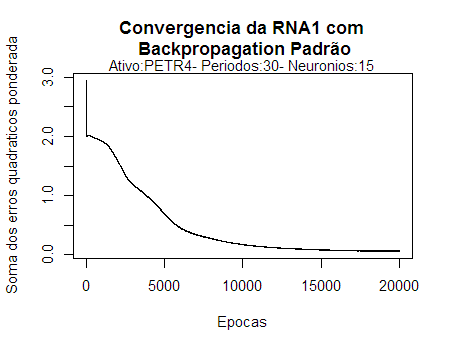 Convergencia da RNA1 com
Backpropagation Padrão
Ativo:PETR4- Periodos:30- Neuronios:15
Soma dos erros quadraticos ponderada
3.0
2.0
1.0
0.0
0 5000 10000 15000 20000
Epocas